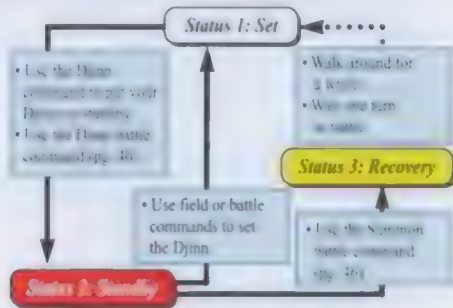 Status 1: Set
• Use the Djinn
command to put your
Djinn on standby.
• Use the Djinn battle
command (pg. 46).
• Walk around for
a while.
• Wait one turn
in battle.
Status 3: Recovery
• Use field or battle
commands to set
the Djinn.
• Use the Summon
battle command
(pg. 46).
Status 2: Standby